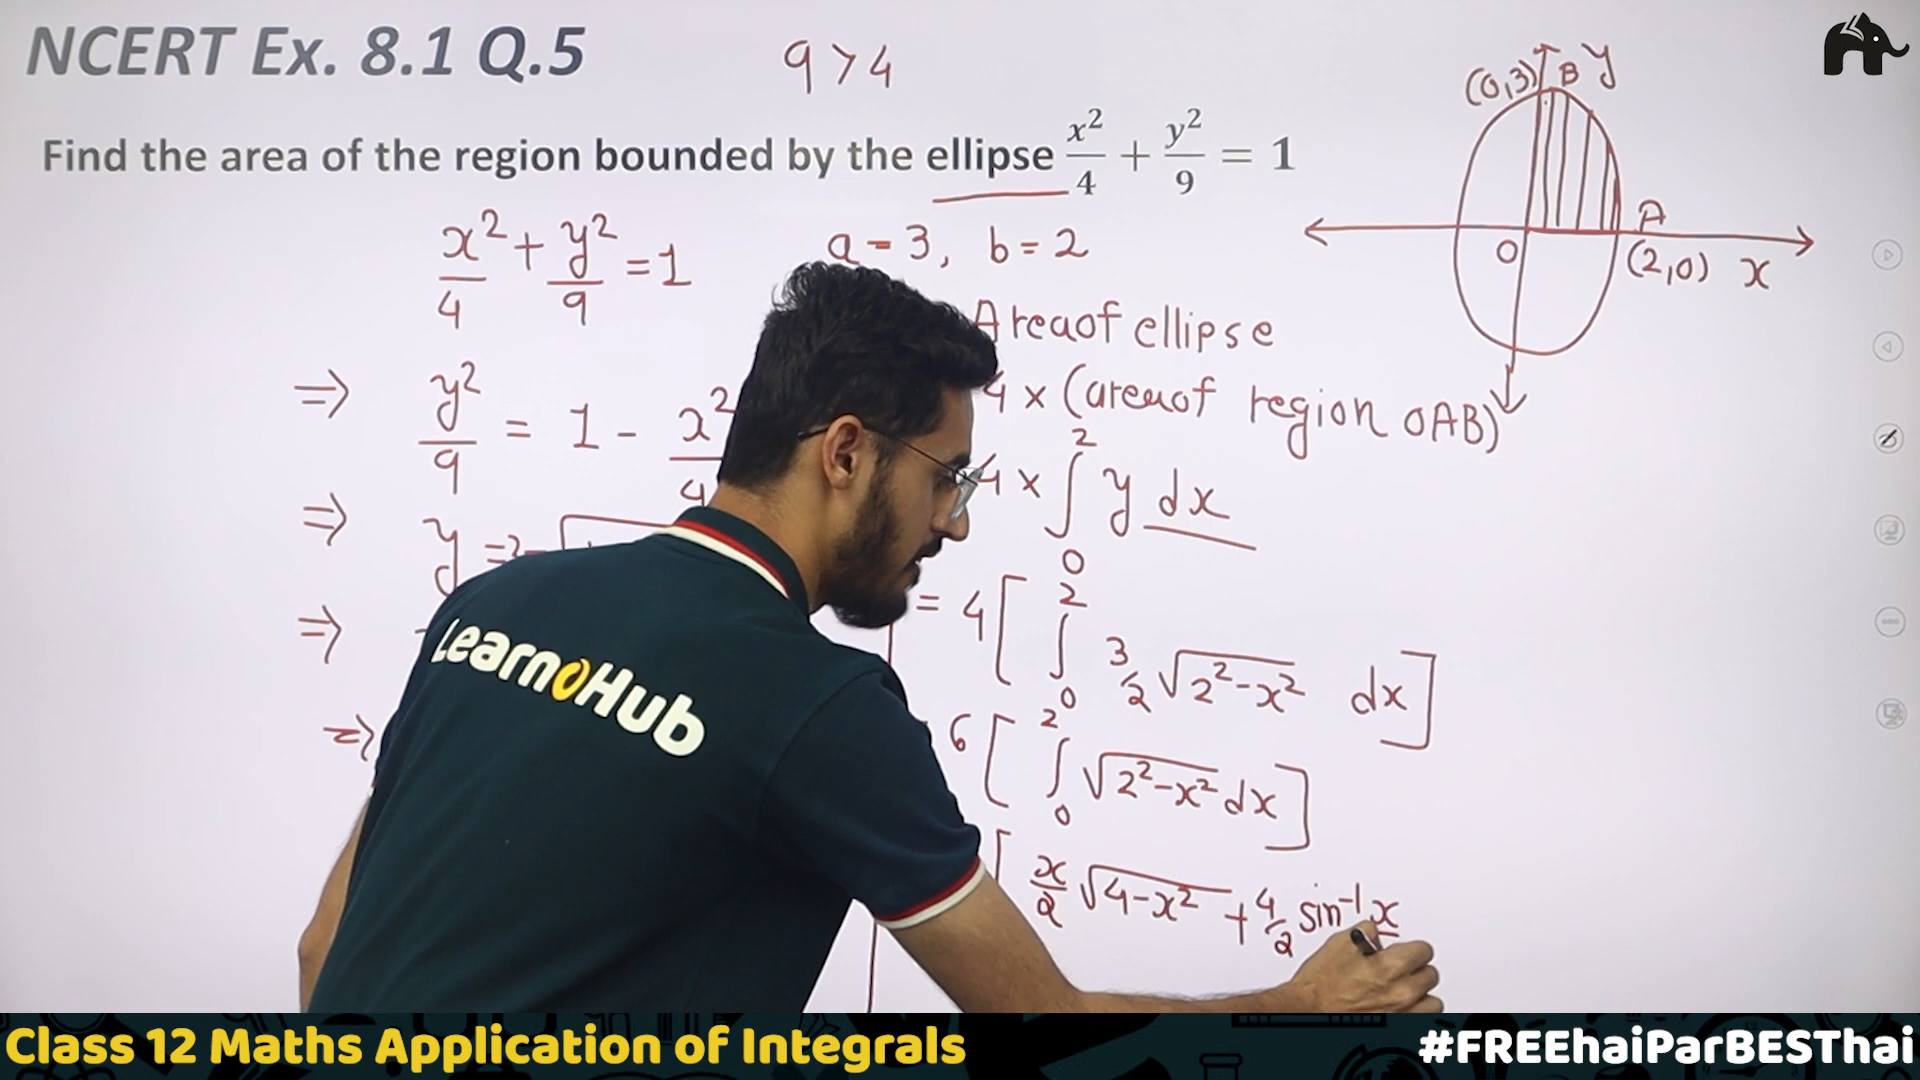 NCERT Ex. 8.1 Q.5
9 > 4
Find the area of the region bounded by the ellipse x²/4 + y²/9 = 1
(0,3) B y
A
O (2,0) x
x²/4 + y²/9 = 1
a = 3, b = 2
Area of ellipse
⇒ y²/9 = 1 - x²
4 × (area of region OAB)
4 × ∫₀² y dx
⇒ y =
= 4 [ ∫₀² 3/2 √2²-x² dx ]
⇒
⇒
6 [ ∫₀² √2²-x² dx ]
[ x/2 √4-x² + 4/2 sin⁻¹ x
LearnoHub
Class 12 Maths Application of Integrals
#FREEhaiParBESThai